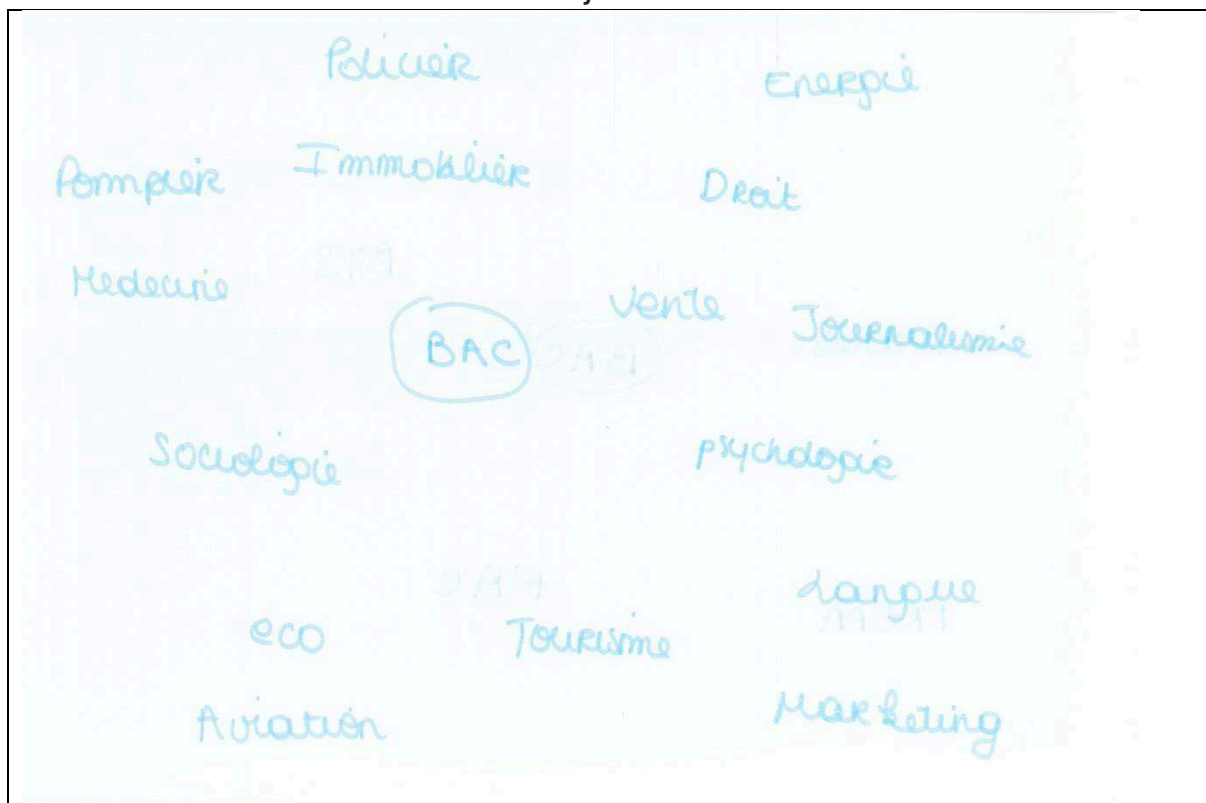 Policier
Energie
Pompier
Immobilier
Droit
Medecine
Vente
Journalisme
BAC
Sociologie
psychologie
Langue
eco
Tourisme
Aviation
Marketing